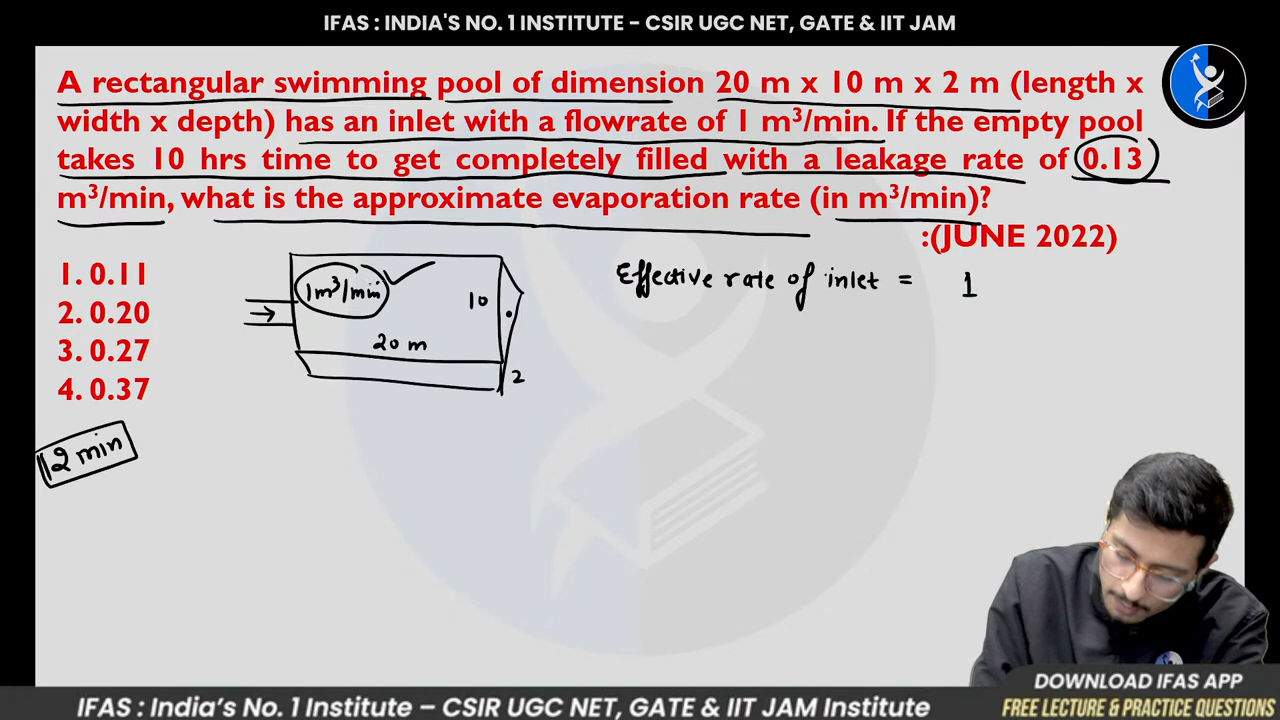 IFAS : INDIA'S NO. 1 INSTITUTE – CSIR UGC NET, GATE & IIT JAM
A rectangular swimming pool of dimension 20 m x 10 m x 2 m (length x
width x depth) has an inlet with a flowrate of 1 m³/min. If the empty pool
takes 10 hrs time to get completely filled with a leakage rate of 0.13
m³/min, what is the approximate evaporation rate (in m³/min)?
:(JUNE 2022)
1. 0.11
2. 0.20
3. 0.27
4. 0.37
1m³/min
10
20 m
2
Effective rate of inlet = 1
12 min
DOWNLOAD IFAS APP
FREE LECTURE & PRACTICE QUESTIONS
IFAS : India's No. 1 Institute – CSIR UGC NET, GATE & IIT JAM Institute